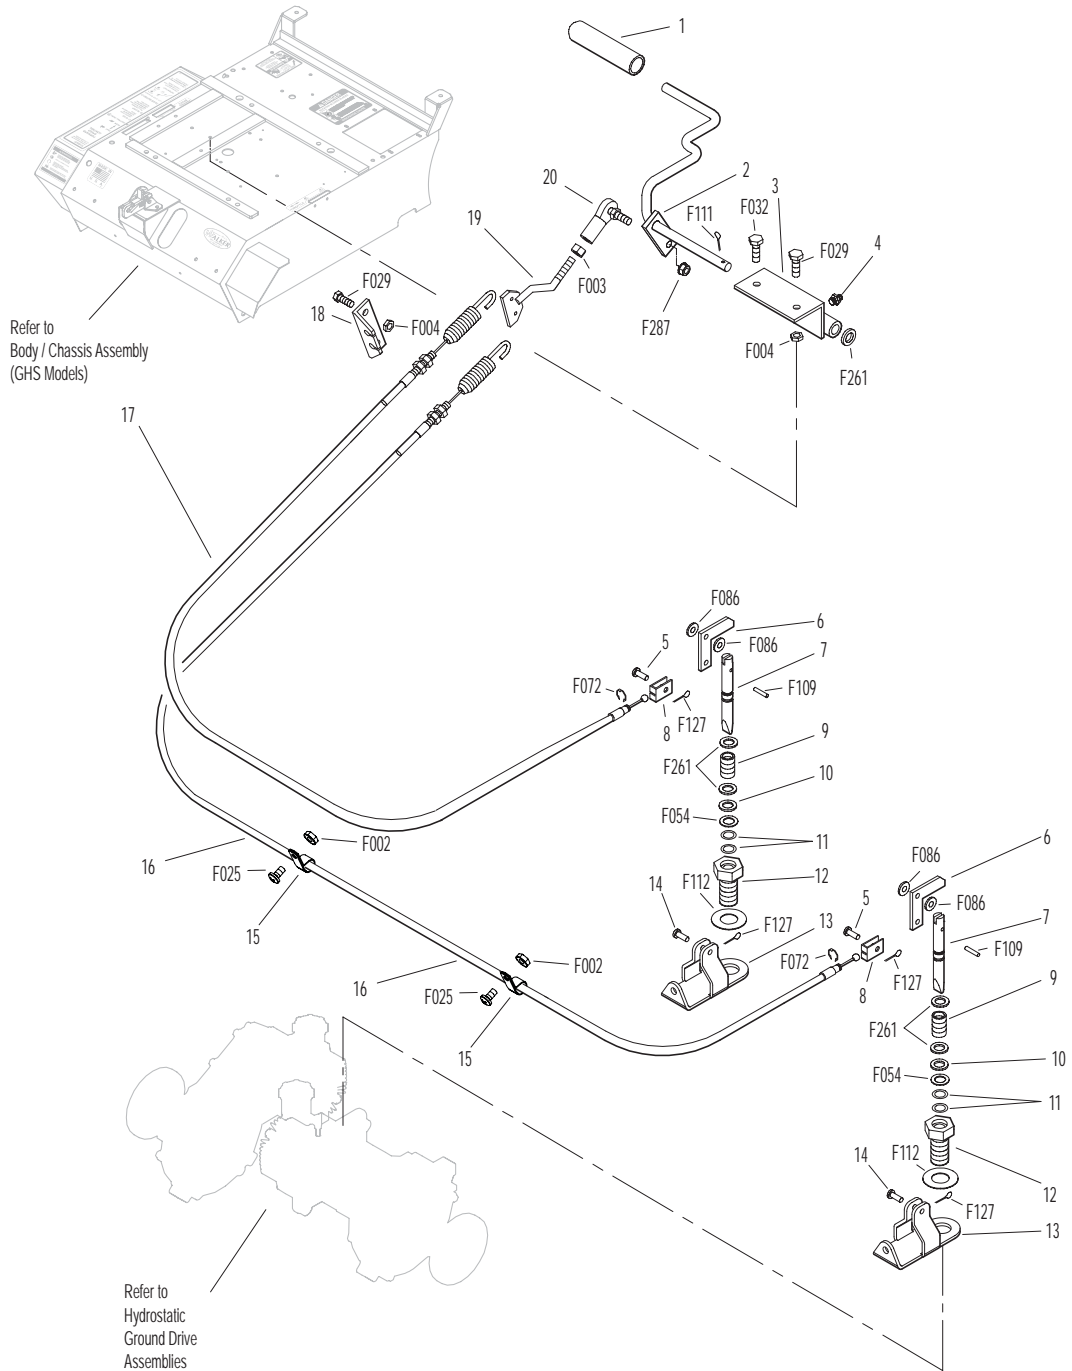 1
2
20
3
F111
F032
19
4
F029
F003
F029
18
F004
F287
Refer to
Body / Chassis Assembly
(GHS Models)
F004
F261
17
F086
6
5
F086
7
F072
F109
F127
8
9
F261
10
F054
F002
11
16
F025
F086
6
12
14
F112
5
F086
15
F127
7
13
F072
F109
F002
F127
8
16
F025
9
F261
15
10
F054
11
F112
14
12
F127
13
Refer to
Hydrostatic
Ground Drive
Assemblies